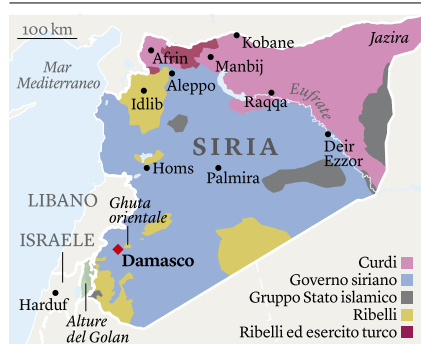 100 km
Jazira
Kobane
Afrin
Manbij
Mar
Mediterraneo
Aleppo
Idlib
Raqqa
Eufrate
SIRIA
Deir
Ezzor
Homs
Palmira
LIBANO
Ghuta
orientale
ISRAELE
Damasco
Harduf
Alture
del Golan
Curdi
Governo siriano
Gruppo Stato islamico
Ribelli
Ribelli ed esercito turco